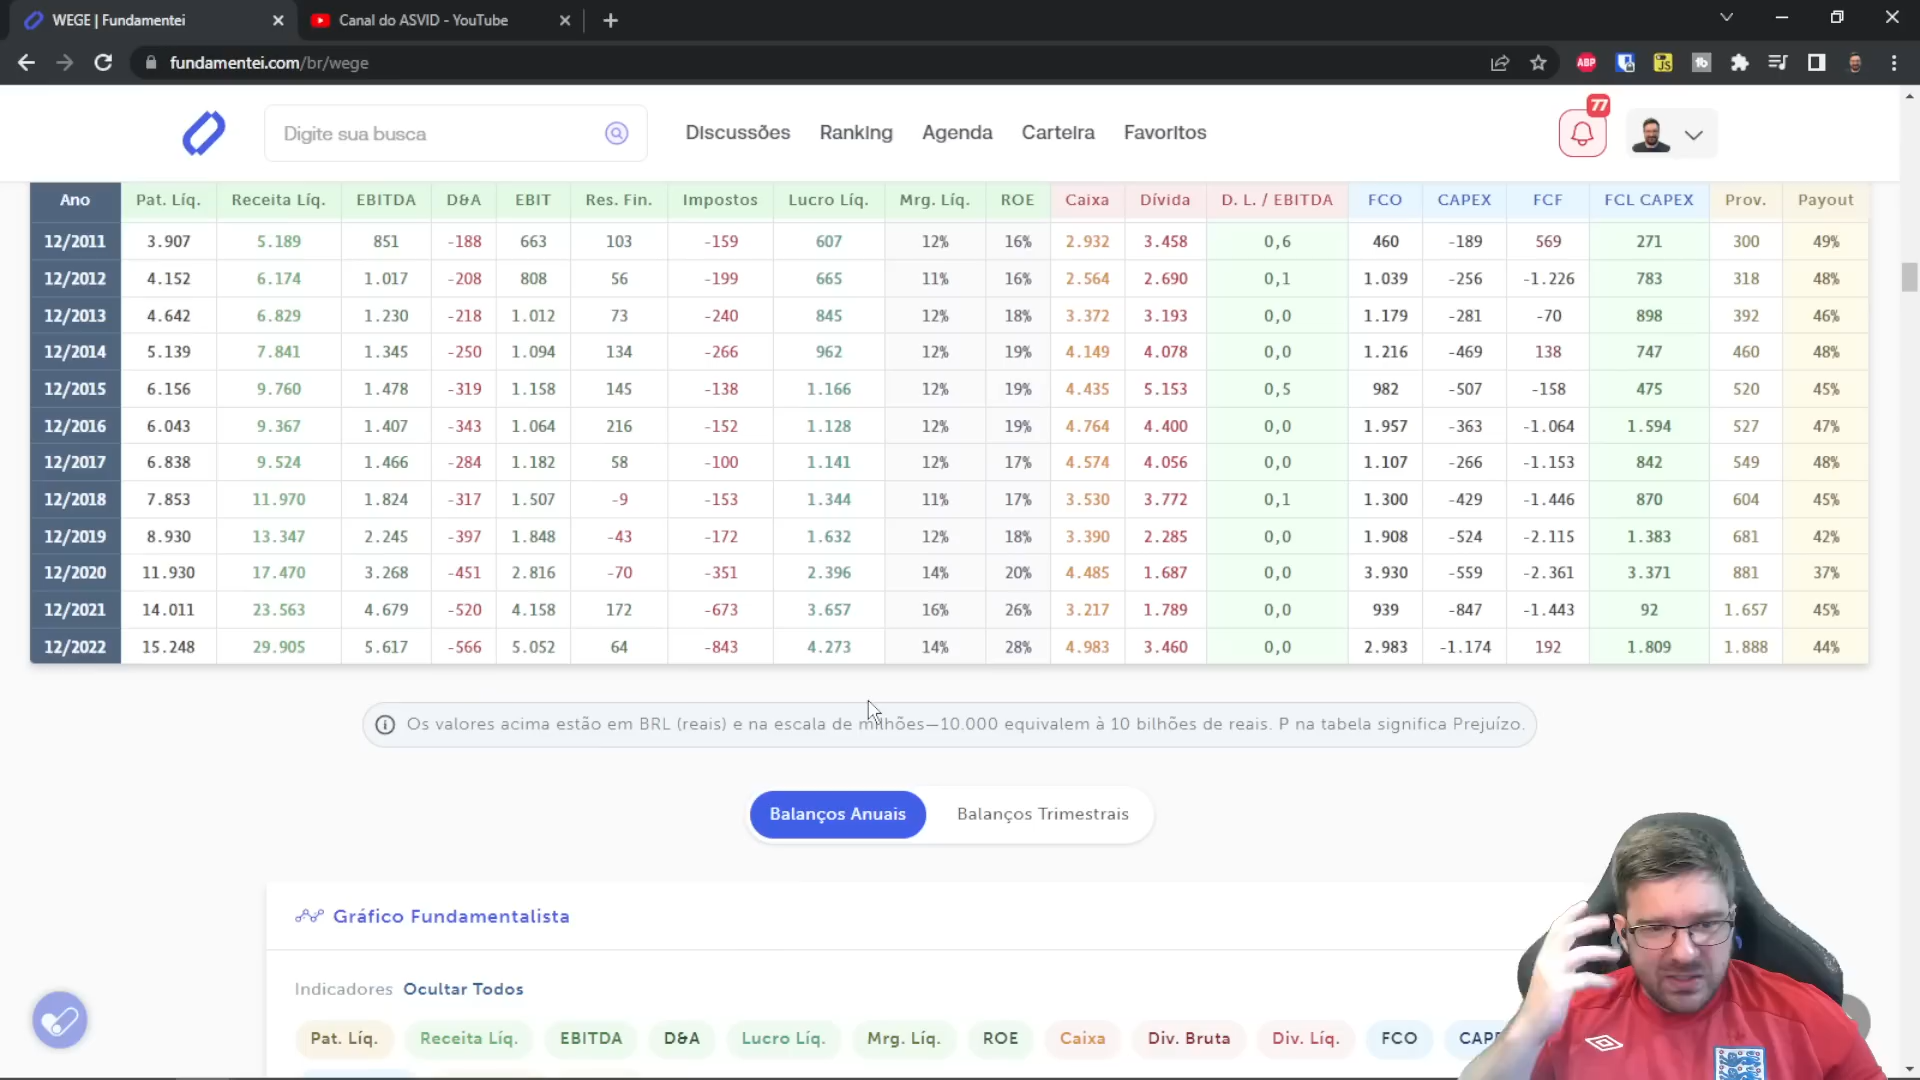 WEGE | Fundamentei
Canal do ASVID - YouTube
fundamentei.com/br/wege
ABP
JS
tb
Digite sua busca
Discussões Ranking Agenda Carteira Favoritos
77
Ano Pat. Líq. Receita Líq. EBITDA D&A EBIT Res. Fin. Impostos Lucro Líq. Mrg. Líq. ROE Caixa Dívida D. L. / EBITDA FCO CAPEX FCF FCL CAPEX Prov. Payout
12/2011 3.907 5.189 851 -188 663 103 -159 607 12% 16% 2.932 3.458 0,6 460 -189 569 271 300 49%
12/2012 4.152 6.174 1.017 -208 808 56 -199 665 11% 16% 2.564 2.690 0,1 1.039 -256 -1.226 783 318 48%
12/2013 4.642 6.829 1.230 -218 1.012 73 -240 845 12% 18% 3.372 3.193 0,0 1.179 -281 -70 898 392 46%
12/2014 5.139 7.841 1.345 -250 1.094 134 -266 962 12% 19% 4.149 4.078 0,0 1.216 -469 138 747 460 48%
12/2015 6.156 9.760 1.478 -319 1.158 145 -138 1.166 12% 19% 4.435 5.153 0,5 982 -507 -158 475 520 45%
12/2016 6.043 9.367 1.407 -343 1.064 216 -152 1.128 12% 19% 4.764 4.400 0,0 1.957 -363 -1.064 1.594 527 47%
12/2017 6.838 9.524 1.466 -284 1.182 58 -100 1.141 12% 17% 4.574 4.056 0,0 1.107 -266 -1.153 842 549 48%
12/2018 7.853 11.970 1.824 -317 1.507 -9 -153 1.344 11% 17% 3.530 3.772 0,1 1.300 -429 -1.446 870 604 45%
12/2019 8.930 13.347 2.245 -397 1.848 -43 -172 1.632 12% 18% 3.390 2.285 0,0 1.908 -524 -2.115 1.383 681 42%
12/2020 11.930 17.470 3.268 -451 2.816 -70 -351 2.396 14% 20% 4.485 1.687 0,0 3.930 -559 -2.361 3.371 881 37%
12/2021 14.011 23.563 4.679 -520 4.158 172 -673 3.657 16% 26% 3.217 1.789 0,0 939 -847 -1.443 92 1.657 45%
12/2022 15.248 29.905 5.617 -566 5.052 64 -843 4.273 14% 28% 4.983 3.460 0,0 2.983 -1.174 192 1.809 1.888 44%
Os valores acima estão em BRL (reais) e na escala de milhões—10.000 equivalem à 10 bilhões de reais. P na tabela significa Prejuízo.
Balanços Anuais Balanços Trimestrais
Gráfico Fundamentalista
Indicadores Ocultar Todos
Pat. Líq. Receita Líq. EBITDA D&A Lucro Líq. Mrg. Líq. ROE Caixa Div. Bruta Div. Líq. FCO CAPE